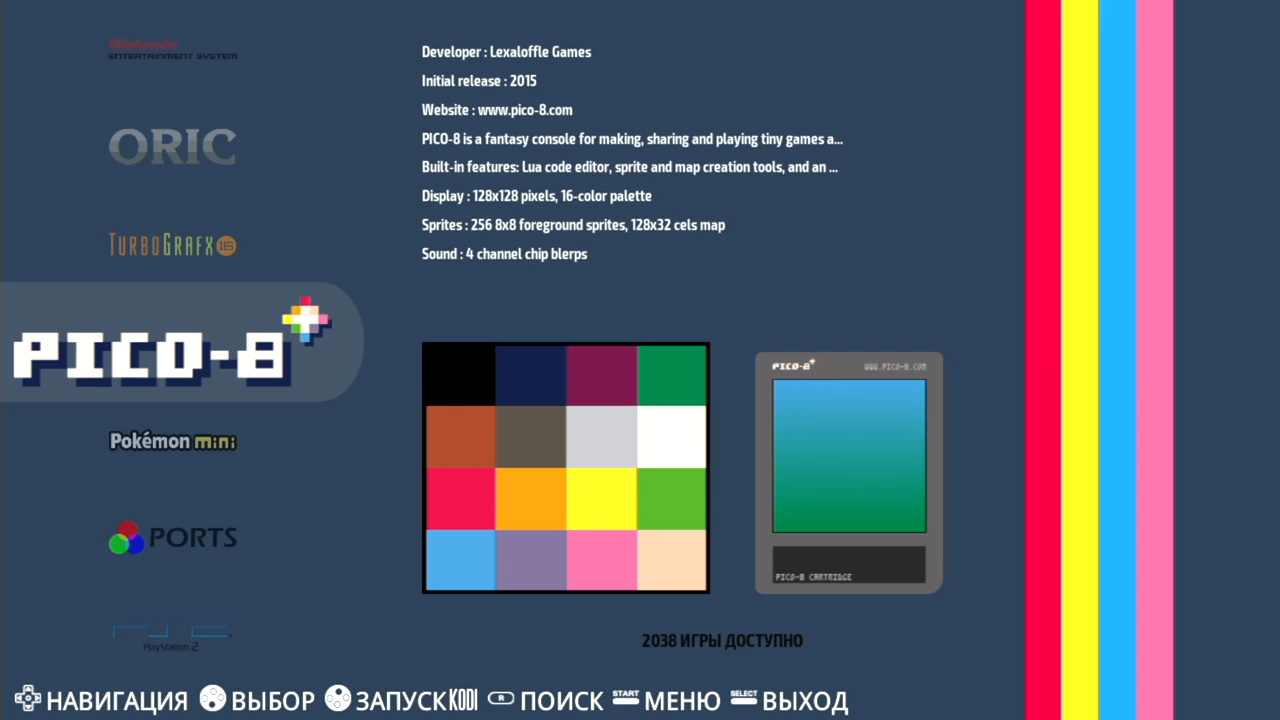 Nintendo
ENTERTAINMENT SYSTEM
ORIC
TURBOGRAFX 16
PICO-8
Pokémon mini
PORTS
PS2
PlayStation.2
Developer : Lexaloffle Games
Initial release : 2015
Website : www.pico-8.com
PICO-8 is a fantasy console for making, sharing and playing tiny games a...
Built-in features: Lua code editor, sprite and map creation tools, and an ...
Display : 128x128 pixels, 16-color palette
Sprites : 256 8x8 foreground sprites, 128x32 cels map
Sound : 4 channel chip blerps
PICO-8 WWW.PICO-8.COM
PICO-8 CARTRIDGE
2038 ИГРЫ ДОСТУПНО
НАВИГАЦИЯ ВЫБОР ЗАПУСК KODI R ПОИСК START МЕНЮ SELECT ВЫХОД